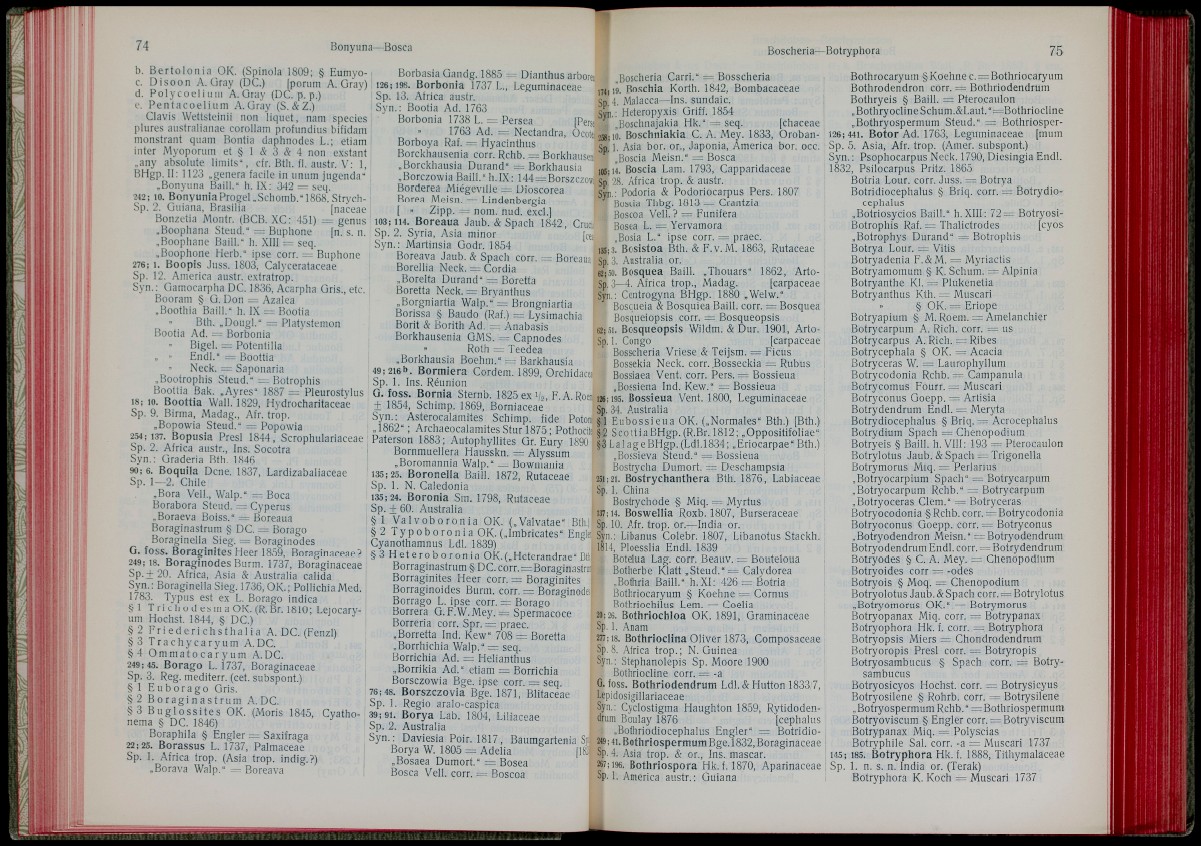 74
Bonyuna—Bosca
b. Bertolonia OK. (Spinola 1809; § Eumyo-
c. Disoon A. Gray (DC.) [porum A. Gray)
d. Polycoelium A. Gray (DC. p. p.)
e. Pentacoelium A. Gray (S. & Z.)
Clavis Wettsteinii non liquet, nam species
plures australianae corollam profundius bifidam
monstrant quam Bontia daphnodes L.; etiam
inter Myoporum et § 1 & 3 & 4 non exstant
„any absolute limits“, cfr. Bth. fl. austr. V: 1,
BHgp. II: 1123 „genera facile in unum jugenda“
„Bonyuna Baill.“ h. IX: 342 = seq.
242; 10. Bonyunia Progel „Schomb.“ 1868, Strych-
Sp. 2. Guiana, Brasilia [naceae
Bonzetia Montr. (BCB. XC: 451) = genus
„Boophana Steud.“ = Buphone [n. s. n.
„Boophane Baill.“ h. XIII = seq.
„Boophone Herb.“ ipse corr. = Buphone
276; 1. Boopis Juss. 1803, Calycerataceae
Sp. 12. America austr. extratrop.
Syn.: Gamocarpha DC. 1836, Acarpha Gris., etc.
Booram § G. Don = Azalea
„Boothia Baill.“ h. IX = Bootia
" Bth. „Dougl.“ = Platystemon
Bootia Ad. = Borbonia
" Bigel. = Potentilla
„ " Endl.“ = Boottia
" Neck. = Saponaria
„Bootrophis Steud.“ = Botrophis
Boottia Bak. „Ayres“ 1887 = Pleurostylus
18; 10. Boottia Wall. 1829, Hydrocharitaceae
Sp. 9. Birma, Madag., Afr. trop.
„Bopowia Steud.“ = Popowia
254; 137. Bopusia Presl 1844, Scrophulariaceae
Sp. 2. Africa austr., Ins. Socotra
Syn.: Graderia Bth. 1846
90; 6. Boquila Dcne. 1837, Lardizabaliaceae
Sp. 1—2. Chile
„Bora Vell., Walp.“ = Boca
Borabora Steud. = Cyperus
„Boraeva Boiss.“ = Boreaua
Boraginastrum § DC. = Borago
Boraginella Sieg. = Boraginodes
G. foss. Boraginites Heer 1859, Boraginaceae?
249; 18. Boraginodes Burm. 1737, Boraginaceae
Sp. ± 20. Africa, Asia & Australia calida
Syn.: Boraginella Sieg. 1736, OK.; Pollichia Med.
1783. Typus est ex L. Borago indica
§ 1 Trichodesma OK. (R. Br. 1810; Lejocary-
um Hochst. 1844, § DC.)
§ 2 Friederichsthalia A. DC. (Fenzl)
§ 3 Trachycaryum A. DC.
§ 4 Ommatocaryum A. DC.
249; 45. Borago L. 1737, Boraginaceae
Sp. 3. Reg. mediterr. (cet. subspont.)
§ 1 Euborago Gris.
§ 2 Boraginastrum A. DC.
§ 3 Buglossites OK. (Moris 1845, Cyatho-
nema § DC. 1846)
Boraphila § Engler = Saxifraga
22; 25. Borassus L. 1737, Palmaceae
Sp. 1. Africa trop. (Asia trop. indig.?)
„Borava Walp.“ = Boreava
Borbasia Gandg. 1885 = Dianthus
126; 198. Borbonia 1737 L., Leguminaceae
Sp. 13. Africa austr.
Syn.: Bootia Ad. 1763
Borbonia 1738 L. = Persea
" 1763 Ad. = Nectandra,
Borboya Raf. = Hyacinthus
Borckhausenia corr. Rchb. =
„Borckhausia Durand“ = Borkhausia
„Borczowia Baill.“ h. IX: 144 =
Borderea Miégeville = Dioscorea
Borea Meisn. = Lindenbergia
[ " Zipp. = nom. nud. excl.]
103; 114. Boreaua Jaub. & Spach 1842,
Sp. 2. Syria, Asia minor
Syn.: Martinsia Godr. 1854
Boreava Jaub. & Spach corr. = Boreaua
Borellia Neck. = Cordia
„Borelta Durand“ = Boretta
Boretta Neck. = Bryanthus
„Borgniartia Walp.“ = Brongniartia
Borissa § Baudo (Raf.) = Lysimachia
Borit & Borith Ad. = Anabasis
Borkhausenia GMS. = Capnodes
" Roth = Teedea
„Borkhausia Boehm.“ = Barkhausia
49; 216b. Bormiera Cordem. 1899,
Sp. 1. Ins. Réunion
G. foss. Bornia Sternb. 1825 ex ½, F. A.
± 1854, Schimp. 1869, Borniaceae
Syn.: Asterocalamites Schimp. fide
„1862“; Archaeocalamites Stur 1875;
Paterson 1883; Autophyllites Gr. Eury 1890
Bornmuellera Hausskn. = Alyssum
„Boromannia Walp.“ = Bowmania
135; 25. Boronella Baill. 1872, Rutaceae
Sp. 1. N. Caledonia
135; 24. Boronia Sm. 1798, Rutaceae
Sp. ± 60. Australia
§ 1 Valvoboronia OK. („Valvatae“ Bth.)
§ 2 Typoboronia OK. („Imbricates“
Cyanothamnus Ldl. 1839)
§ 3 Heteroboronia OK. („Heterandrae“
Borraginastrum § DC. corr. =
Borraginites Heer corr. = Boraginites
Borraginoides Burm. corr. = Boraginodes
Borrago L. ipse corr. = Borago
Borrera G. F. W. Mey. = Spermacoce
Borreria corr. Spr. = praec.
„Borretta Ind. Kew“ 708 = Boretta
„Borrhichia Walp.“ = seq.
Borrichia Ad. = Helianthus
„Borrikia Ad.“ etiam = Borrichia
Borsczowia Bge. ipse corr. = seq.
76; 48. Borszczovia Bge. 1871, Blitaceae
Sp. 1. Regio aralo-caspica
39; 91. Borya Lab. 1804, Liliaceae
Sp. 2. Australia
Syn.: Daviesia Poir. 1817, Baumgartenia
Borya W. 1805 = Adelia
„Bosaea Dumort.“ = Bosea
Bosca Vell. corr. = Boscoa
Boscheria—Botryphora
75
„Boscheria Carri.“ = Bosscheria
19. Boschia Korth. 1842, Bombacaceae
Sp. 4. Malacca—Ins. sundaic.
Syn.: Heteropyxis Griff. 1854
„Boschnajakia Hk.“ = seq. [chaceae
10. Boschniakia C. A. Mey. 1833, Oroban-
Sp. 1. Asia bor. or., Japonia, America bor. occ.
„Boscia Meisn.“ = Bosca
105; 14. Boscia Lam. 1793, Capparidaceae
Sp. 28. Africa trop. & austr.
Syn.: Podoria & Podoriocarpus Pers. 1807
Busbeckia Thbg. 1813 = Crantzia
Boscoa Vell.? = Funifera
Bosea L. = Yervamora
„Bosia L.“ ipse corr. = praec.
135; 3. Bosistoa Bth. & F. v. M. 1863, Rutaceae
Sp. 3. Australia or.
62; 50. Bosquea Baill. „Thouars“ 1862, Arto-
Sp. 3—4. Africa trop., Madag. [carpaceae
Syn.: Centrogyna BHgp. 1880 „Welw.“
Bosqueia & Bosquiea Baill. corr. = Bosquea
Bosqueiopsis corr. = Bosqueopsis
62; 51. Bosqueopsis Wildm. & Dur. 1901, Arto-
Sp. 1. Congo [carpaceae
Bosscheria Vriese & Teijsm. = Ficus
Bossekia Neck. corr. Bosseckia = Rubus
Bossiaea Vent. corr. Pers. = Bossieua
„Bossiena Ind. Kew.“ = Bossieua
126; 195. Bossieua Vent. 1800, Leguminaceae
Sp. 34. Australia
§ 1 Eubossieua OK. („Normales“ Bth.) [Bth.)
§ 2 Scottia BHgp. (R. Br. 1812; „Oppositifoliae“
§ 3 Lalage BHgp. (Ldl. 1834; „Eriocarpae“ Bth.)
„Bossieva Steud.“ = Bossiena
Bostrycha Dumort. = Deschampsia
251; 21. Bostrychanthera Bth. 1876, Labiaceae
Sp. 1. China
Bostrychode § Miq. = Myrtus
137; 14. Boswellia Roxb. 1807, Burseraceae
Sp. 10. Afr. trop. or.—India or.
Syn.: Libanus Colebr. 1807, Libanotus Stackh.
1814, Ploesslia Endl. 1839
Botelua Lag. corr. Beauv. = Bouteloua
Botherbe Klatt „Steud.“ = Calydorea
„Bothria Baill.“ h. XI: 426 = Botria
Bothriocaryum § Koehne = Cornus
Bothriochilus Lem. = Coelia
20; 26. Bothriochloa OK. 1891, Graminaceae
Sp. 1. Anam
277; 18. Bothrioclina Oliver 1873, Composaceae
Sp. 8. Africa trop.; N. Guinea
Syn.: Stephanolepis Sp. Moore 1900
Bothriocline corr. = -a
G. foss. Bothriodendrum Ldl. & Hutton 1833/7,
Lepidosigillariaceae
Syn.: Cyclostigma Haughton 1859, Rytidoden-
drum Boulay 1876 [cephalus
„Bothriodiocephalus Engler“ = Botridio-
249; 41. Bothriospermum Bge. 1832, Boraginaceae
Sp. 4. Asia trop. & or., Ins. mascar.
267; 196. Bothriospora Hk. f. 1870, Aparinaceae
Sp. 1. America austr.: Guiana
Bothrocaryum § Koehne c. = Bothriocaryum
Bothrodendron corr. = Bothriodendrum
Bothryeis § Baill. = Pterocaulon
„Bothryocline Schum. & Laut.“ = Bothriocline
„Bothryospermum Steud.“ = Bothriosper-
126; 441. Botor Ad. 1763, Leguminaceae [mum
Sp. 5. Asia, Afr. trop. (Amer. subspont.)
Syn.: Psophocarpus Neck. 1790, Diesingia Endl.
1832, Psilocarpus Pritz. 1865
Botria Lour. corr. Juss. = Botrya
Botridiocephalus § Briq. corr. = Botrydio-
cephalus
„Botriosycios Baill.“ h. XIII: 72 = Botryosi-
Botrophis Raf. = Thalictrodes [cyos
„Botrophys Durand“ = Botrophis
Botrya Lour. = Vitis
Botryadenia F. & M. = Myriactis
Botryamomum § K. Schum. = Alpinia
Botryanthe Kl. = Plukenetia
Botryanthus Kth. = Muscari
" § OK. = Eriope
Botryapium § M. Roem. = Amelanchier
Botrycarpum A. Rich. corr. = us
Botrycarpus A. Rich. = Ribes
Botrycephala § OK. = Acacia
Botryceras W. = Laurophyllum
Botrycodonia Rchb. = Campanula
Botrycomus Fourr. = Muscari
Botryconus Goepp. = Artisia
Botrydendrum Endl. = Meryta
Botrydiocephalus § Briq. = Acrocephalus
Botrydium Spach = Chenopodium
Botryeis § Baill. h. VIII: 193 = Pterocaulon
Botrylotus Jaub. & Spach = Trigonella
Botrymorus Miq. = Perlarius
„Botryocarpium Spach“ = Botrycarpum
„Botryocarpum Rchb.“ = Botrycarpum
„Botryoceras Clem.“ = Botryceras
Botryocodonia § Rchb. corr. = Botrycodonia
Botryoconus Goepp. corr. = Botryconus
„Botryodendron Meisn.“ = Botryodendrum
Botryodendrum Endl. corr. = Botrydendrum
Botryodes § C. A. Mey. = Chenopodium
Botryoides corr = -odes
Botryois § Moq. = Chenopodium
Botryolotus Jaub. & Spach corr. = Botrylotus
„Botryomorus OK.“ = Botrymorus
Botryopanax Miq. corr. = Botrypanax
Botryophora Hk. f. corr. = Botryphora
Botryopsis Miers = Chondrodendrum
Botryoropis Presl corr. = Botryropis
Botryosambucus § Spach corr. = Botry-
sambucus
Botryosicyos Hochst. corr. = Botrysicyus
Botryosilene § Rohrb. corr. = Botrysilene
„Botryospermum Rchb.“ = Bothriospermum
Botryoviscum § Engler corr. = Botryviscum
Botrypanax Miq. = Polyscias
Botryphile Sal. corr. -a = Muscari 1737
145; 185. Botryphora Hk. f. 1888, Tithymalaceae
Sp. 1. n. s. n. India or. (Terak)
Botryphora K. Koch = Muscari 1737